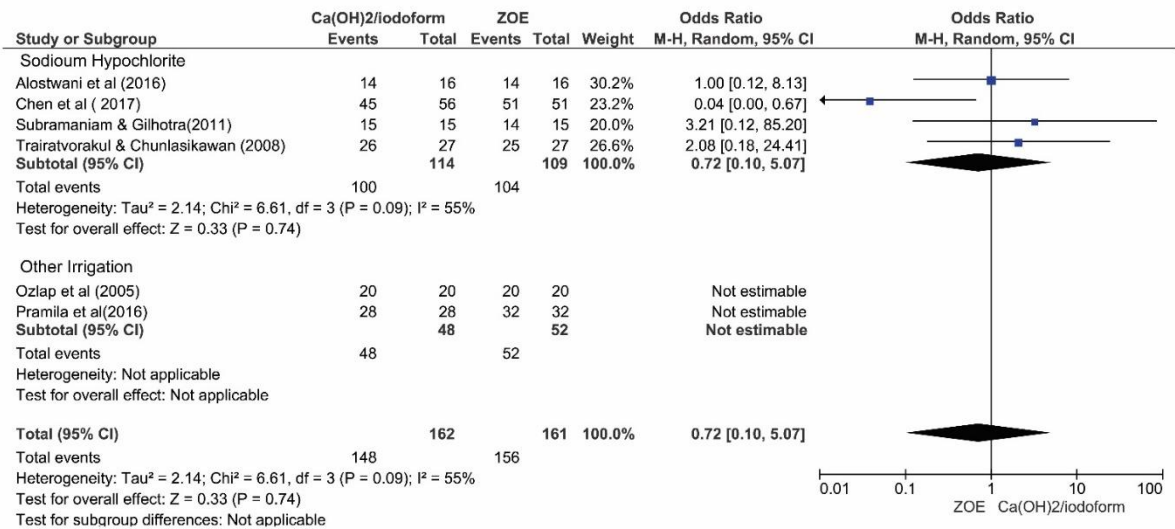 Ca(OH)2/iodoform ZOE Odds Ratio Odds Ratio
Study or Subgroup Events Total Events Total Weight M-H, Random, 95% CI M-H, Random, 95% CI
Sodioum Hypochlorite
Alostwani et al (2016) 14 16 14 16 30.2% 1.00 [0.12, 8.13]
Chen et al ( 2017) 45 56 51 51 23.2% 0.04 [0.00, 0.67]
Subramaniam & Gilhotra(2011) 15 15 14 15 20.0% 3.21 [0.12, 85.20]
Trairatvorakul & Chunlasikawan (2008) 26 27 25 27 26.6% 2.08 [0.18, 24.41]
Subtotal (95% CI) 114 109 100.0% 0.72 [0.10, 5.07]
Total events 100 104
Heterogeneity: Tau² = 2.14; Chi² = 6.61, df = 3 (P = 0.09); I² = 55%
Test for overall effect: Z = 0.33 (P = 0.74)
Other Irrigation
Ozlap et al (2005) 20 20 20 20 Not estimable
Pramila et al(2016) 28 28 32 32 Not estimable
Subtotal (95% CI) 48 52 Not estimable
Total events 48 52
Heterogeneity: Not applicable
Test for overall effect: Not applicable
Total (95% CI) 162 161 100.0% 0.72 [0.10, 5.07]
Total events 148 156
Heterogeneity: Tau² = 2.14; Chi² = 6.61, df = 3 (P = 0.09); I² = 55%
Test for overall effect: Z = 0.33 (P = 0.74)
Test for subgroup differences: Not applicable
0.01 0.1 1 10 100
ZOE Ca(OH)2/iodoform